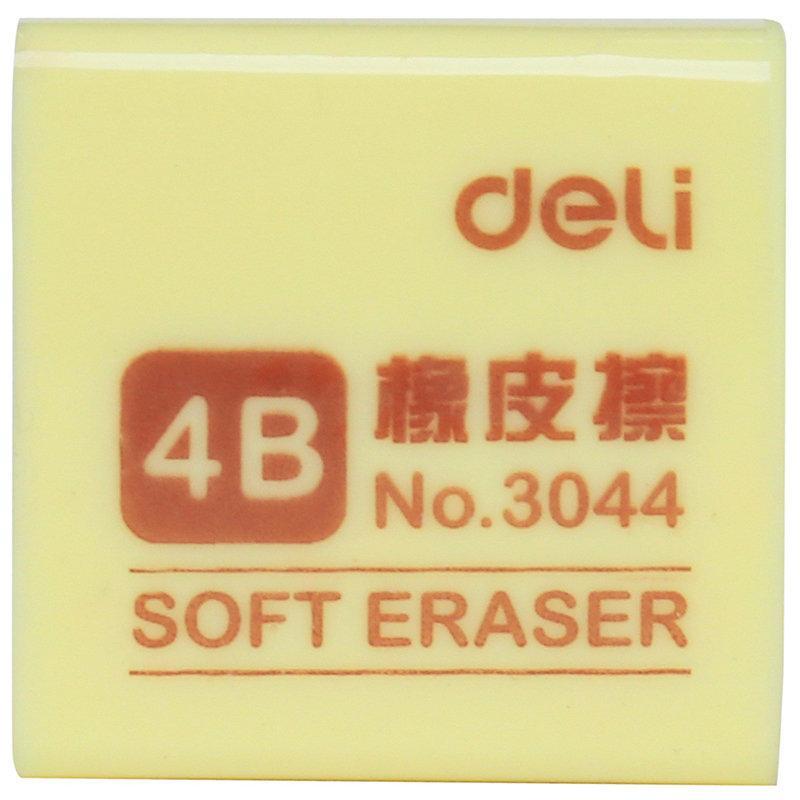 deli
4B 橡皮擦
No.3044
SOFT ERASER